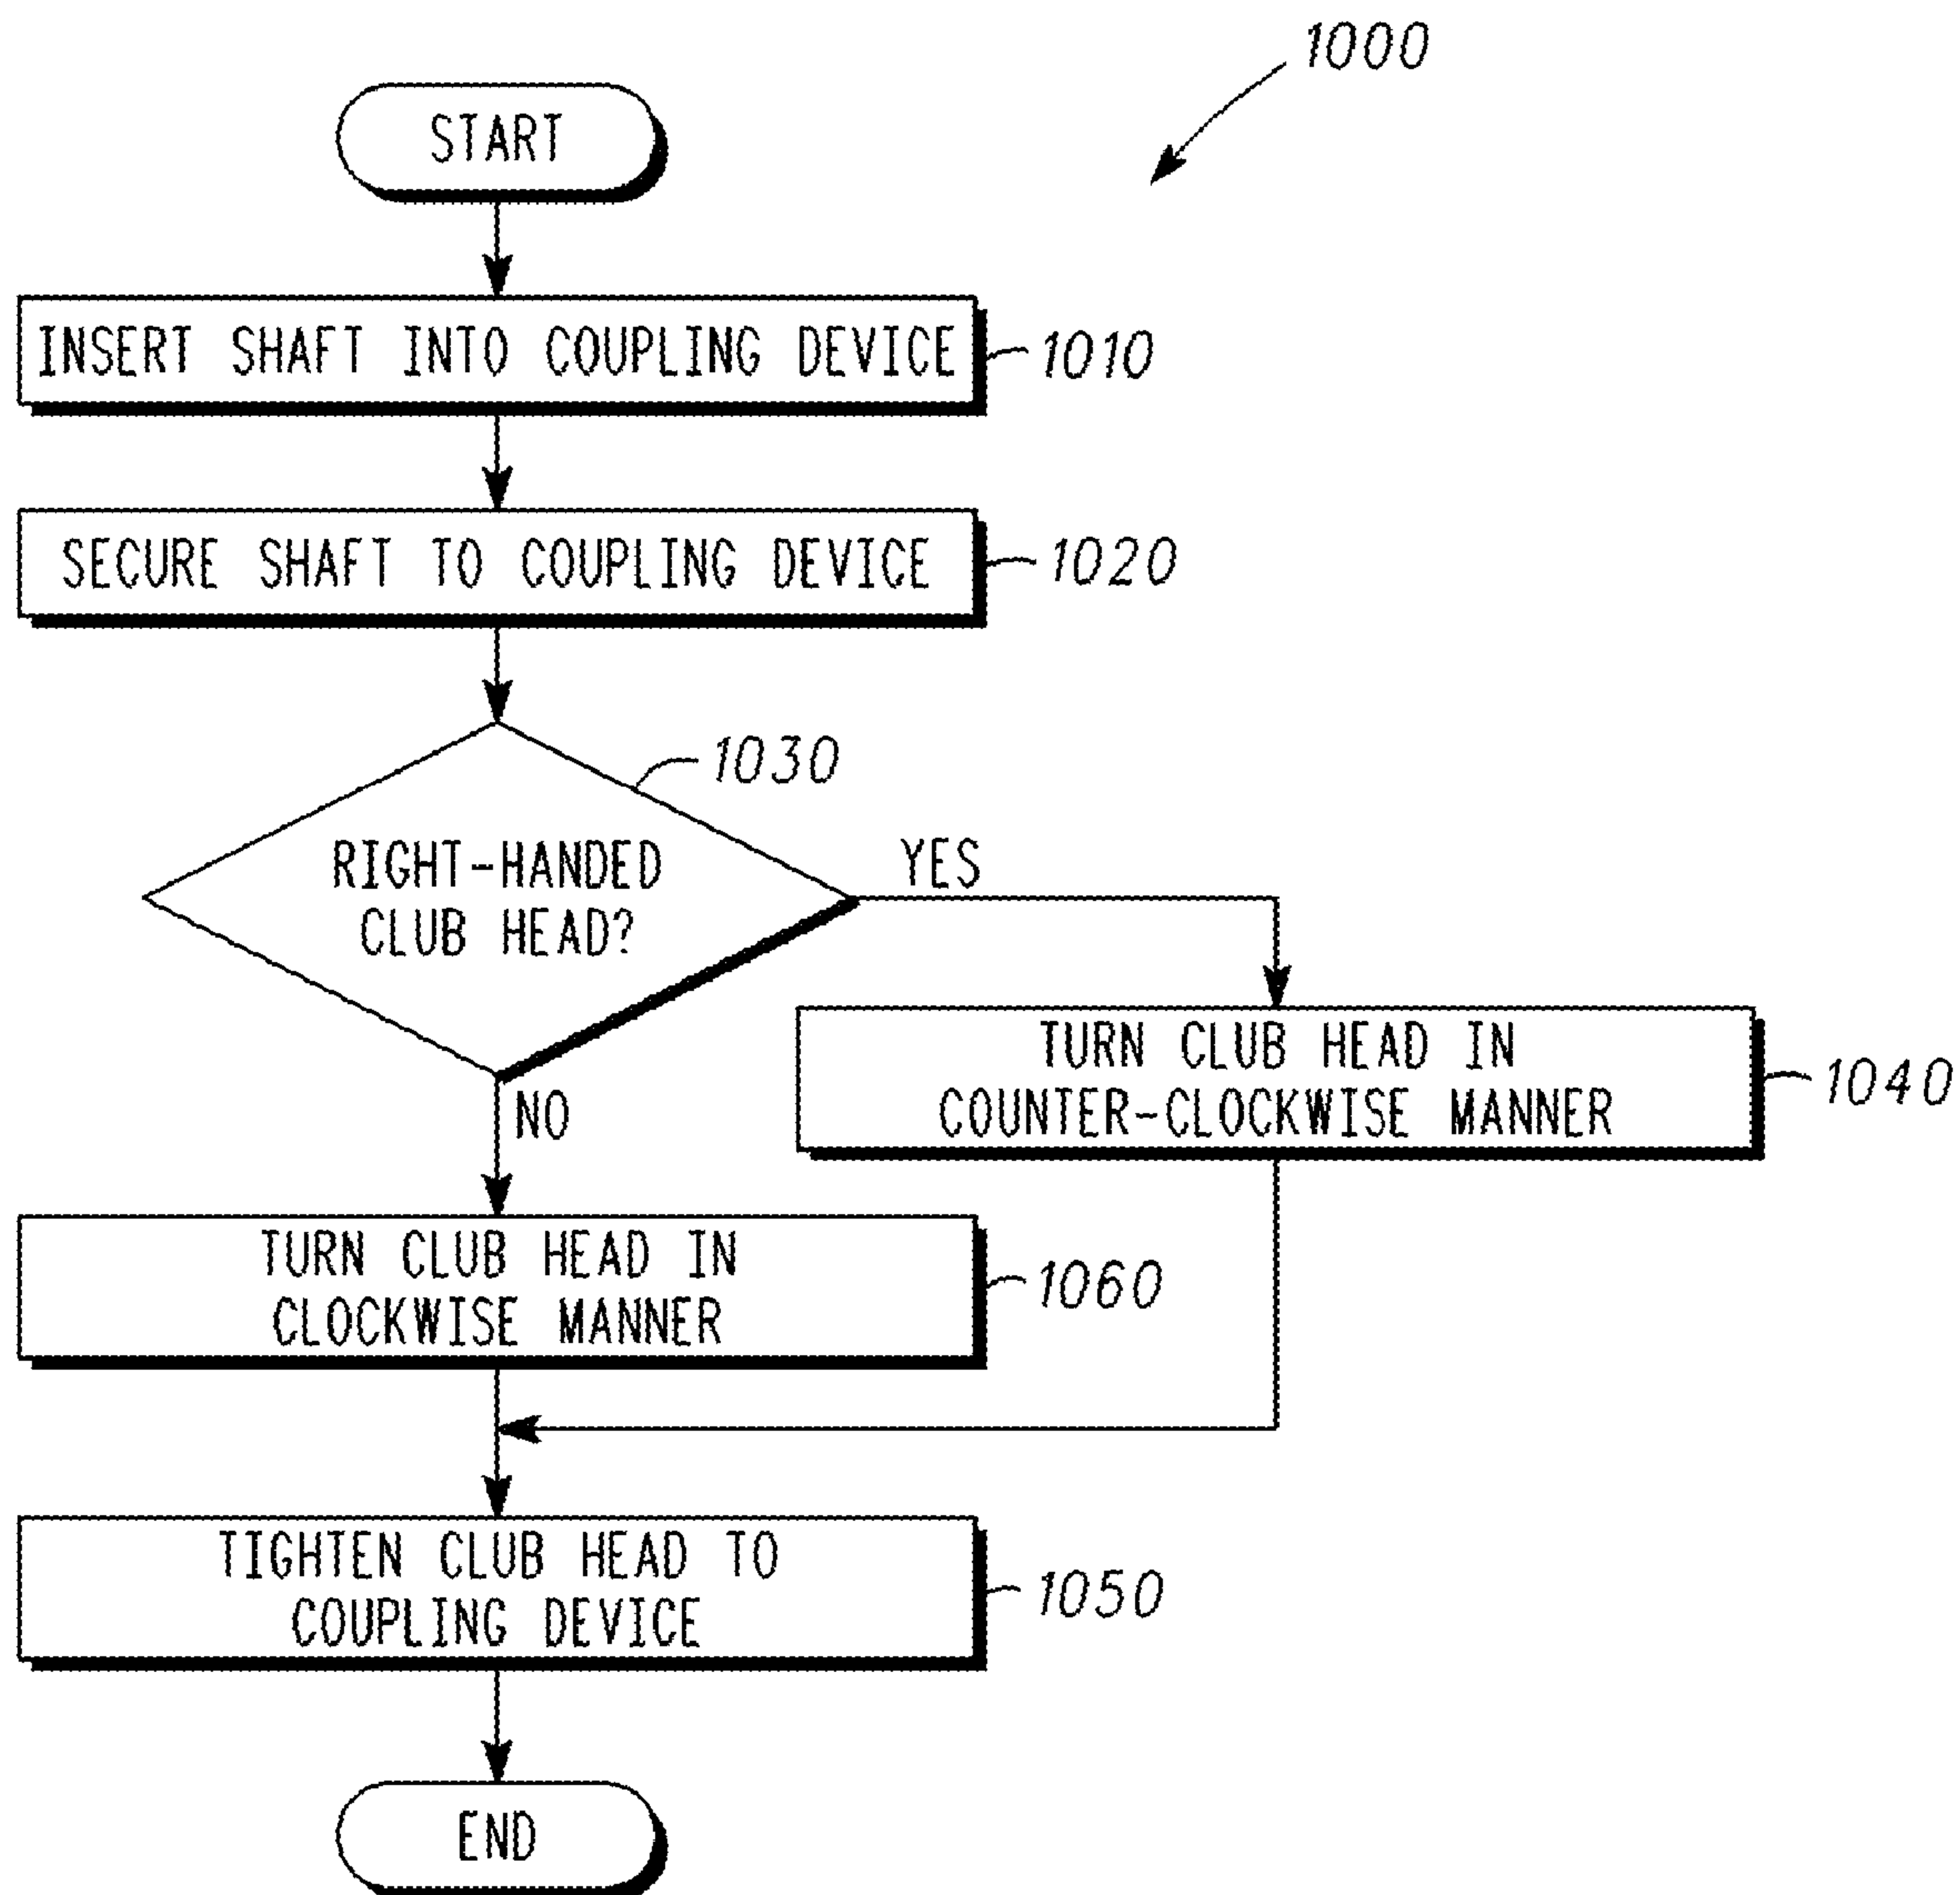 1000
START
INSERT SHAFT INTO COUPLING DEVICE
1010
SECURE SHAFT TO COUPLING DEVICE
1020
1030
RIGHT-HANDED
CLUB HEAD?
YES
NO
TURN CLUB HEAD IN
COUNTER-CLOCKWISE MANNER
1040
TURN CLUB HEAD IN
CLOCKWISE MANNER
1060
TIGHTEN CLUB HEAD TO
COUPLING DEVICE
1050
END